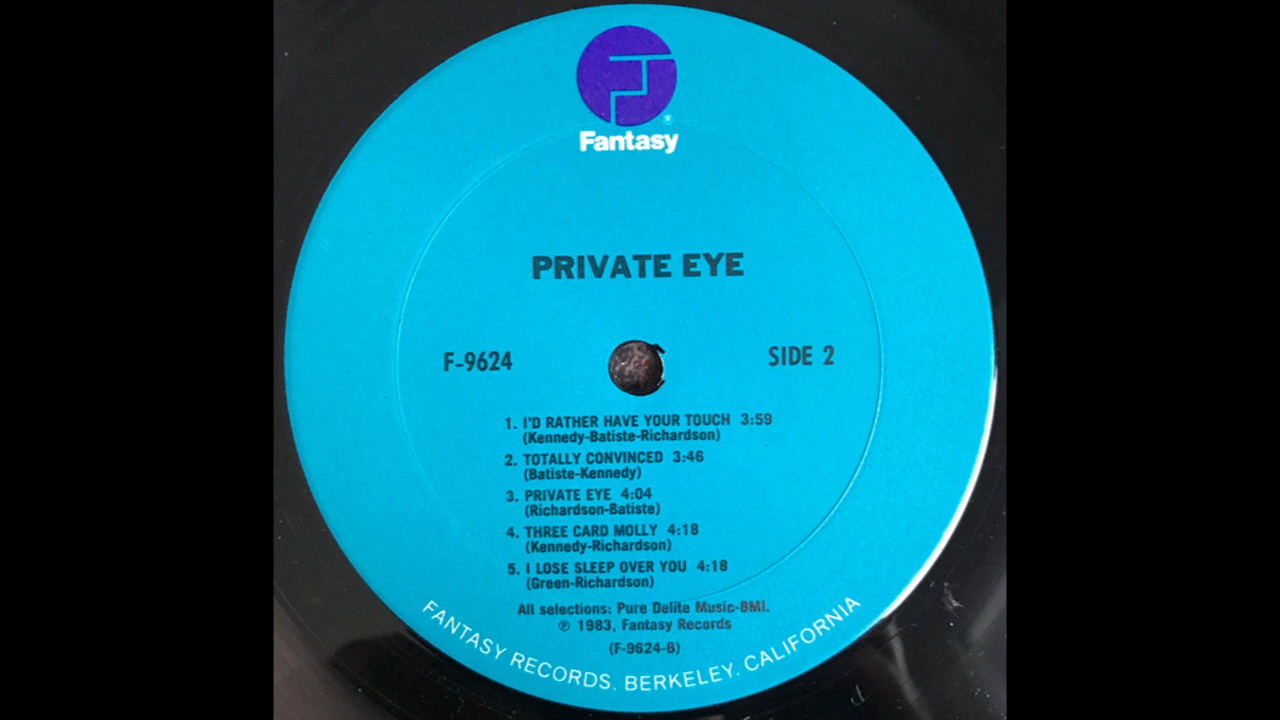 Fantasy
PRIVATE EYE
F-9624
SIDE 2
1. I'D RATHER HAVE YOUR TOUCH 3:59
(Kennedy-Batiste-Richardson)
2. TOTALLY CONVINCED 3:46
(Batiste-Kennedy)
3. PRIVATE EYE 4:04
(Richardson-Batiste)
4. THREE CARD MOLLY 4:18
(Kennedy-Richardson)
5. I LOSE SLEEP OVER YOU 4:18
(Green-Richardson)
All selections: Pure Delite Music-BMI.
℗ 1983, Fantasy Records
(F-9624-B)
FANTASY RECORDS, BERKELEY, CALIFORNIA